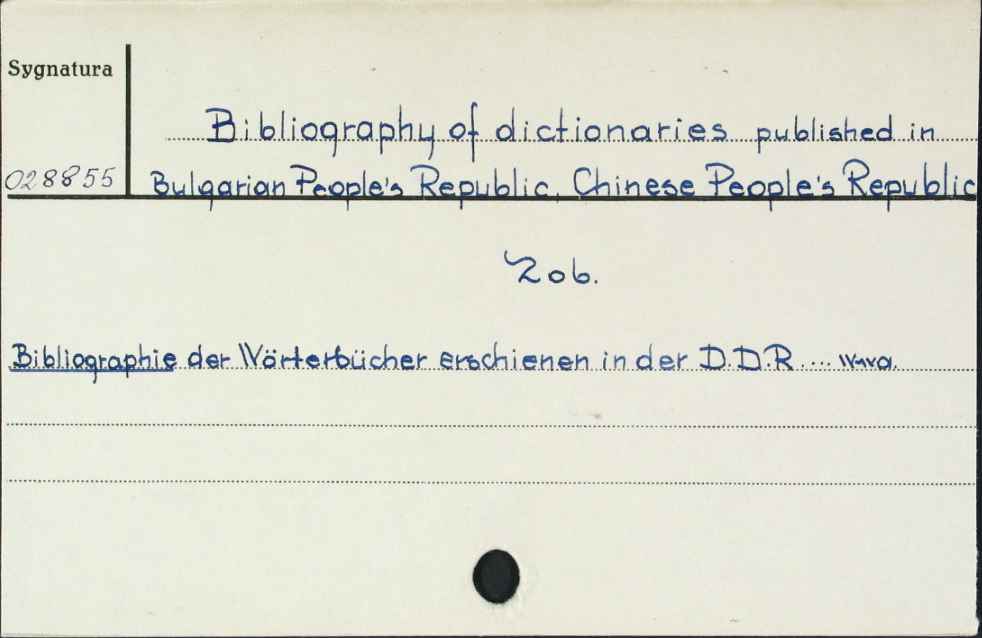 Sygnatura
Bibliography of dictionaries published in
028855 Bulgarian People's Republic, Chinese People's Republic
Zob.
Bibliographie der Wörterbücher erschienen in der D.D.R .... W-wa.